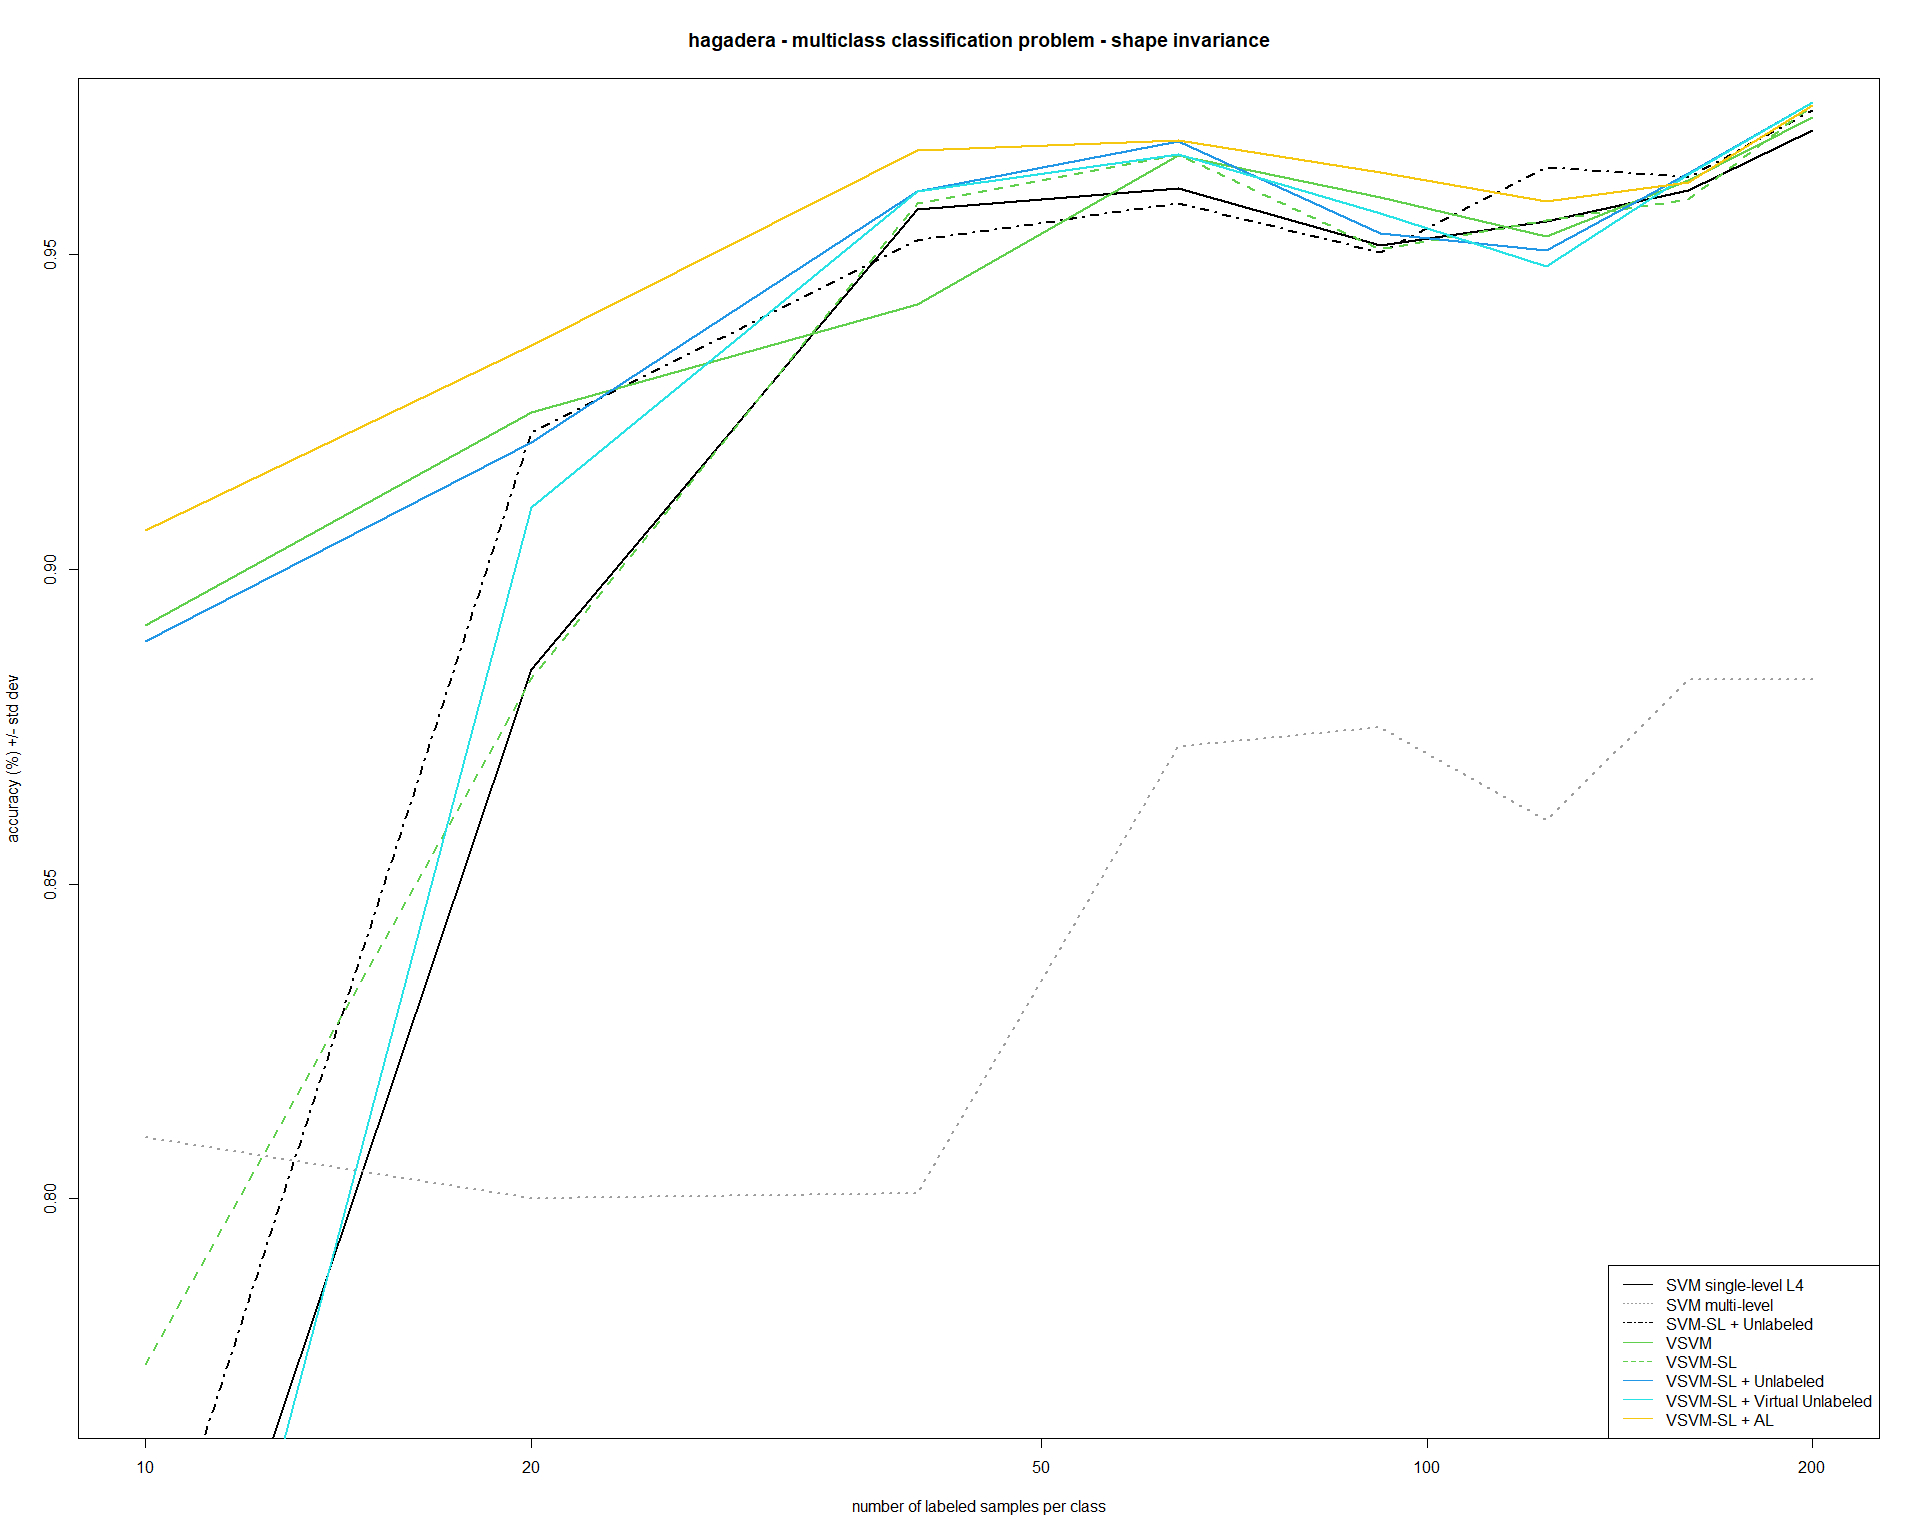 hagadera - multiclass classification problem - shape invariance
accuracy (%) +/- std dev
0.95
0.90
0.85
0.80
10
20
50
100
200
number of labeled samples per class
SVM single-level L4
SVM multi-level
SVM-SL + Unlabeled
VSVM
VSVM-SL
VSVM-SL + Unlabeled
VSVM-SL + Virtual Unlabeled
VSVM-SL + AL